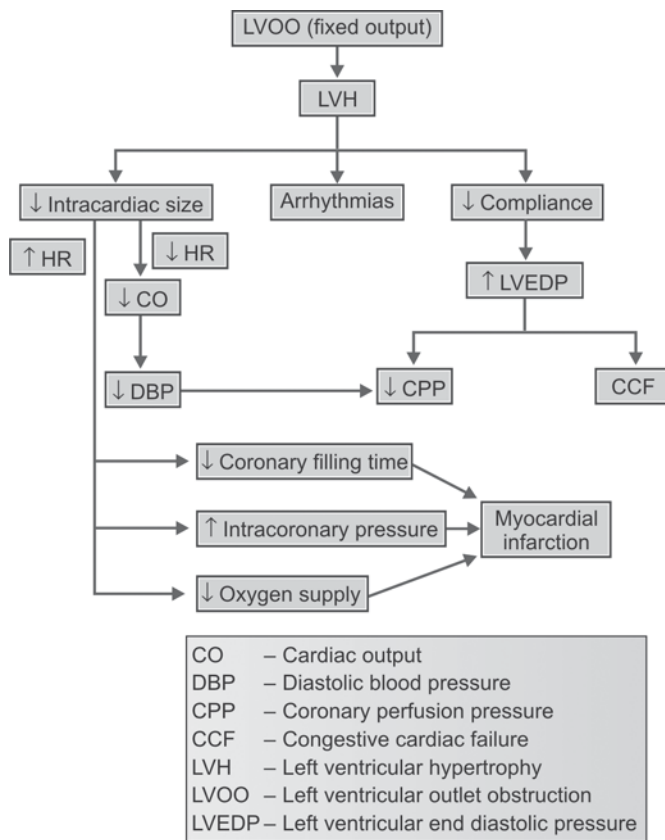 LVOO (fixed output)
LVH
↓ Intracardiac size
Arrhythmias
↓ Compliance
↑ HR
↓ HR
↑ LVEDP
↓ CO
↓ DBP
↓ CPP
CCF
↓ Coronary filling time
↑ Intracoronary pressure
Myocardial
infarction
↓ Oxygen supply
CO – Cardiac output
DBP – Diastolic blood pressure
CPP – Coronary perfusion pressure
CCF – Congestive cardiac failure
LVH – Left ventricular hypertrophy
LVOO – Left ventricular outlet obstruction
LVEDP – Left ventricular end diastolic pressure